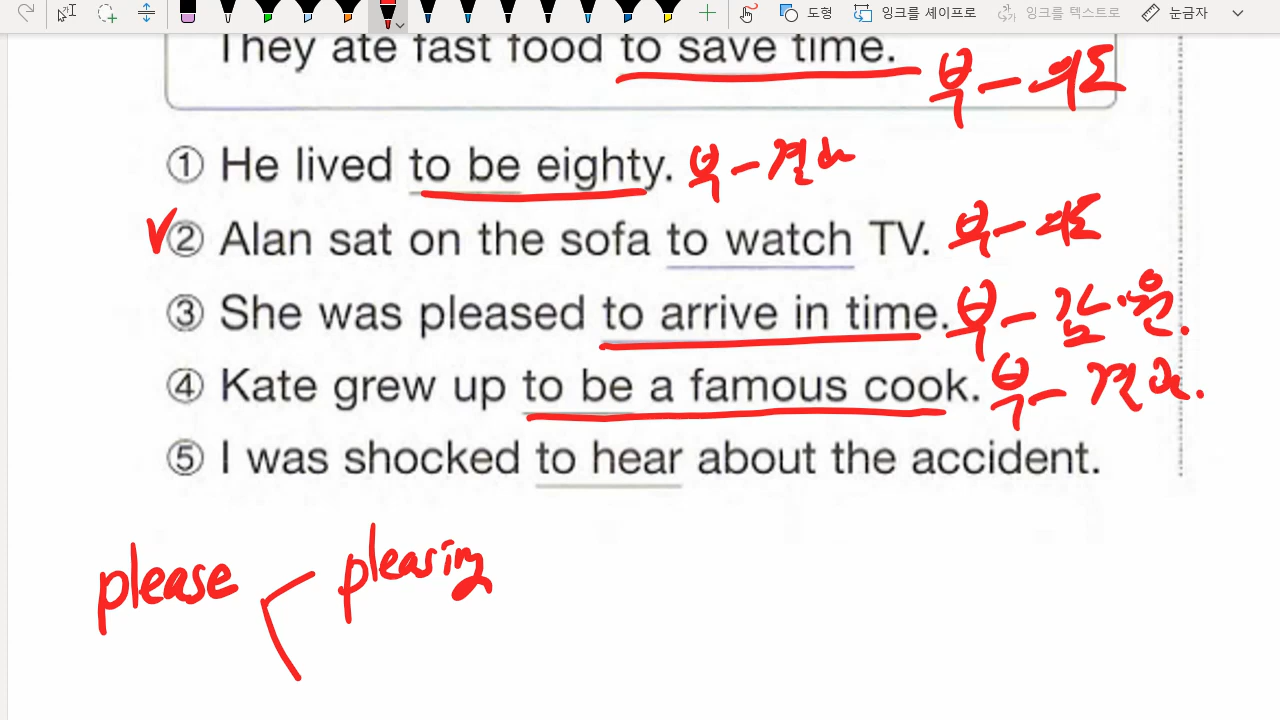 도형 잉크를 셰이프로 잉크를 텍스트로 눈금자
They ate fast food to save time. 부-의도
① He lived to be eighty. 부-결과
② Alan sat on the sofa to watch TV. 부-의도
③ She was pleased to arrive in time. 부-감·원.
④ Kate grew up to be a famous cook. 부-결과.
⑤ I was shocked to hear about the accident.
please pleasing